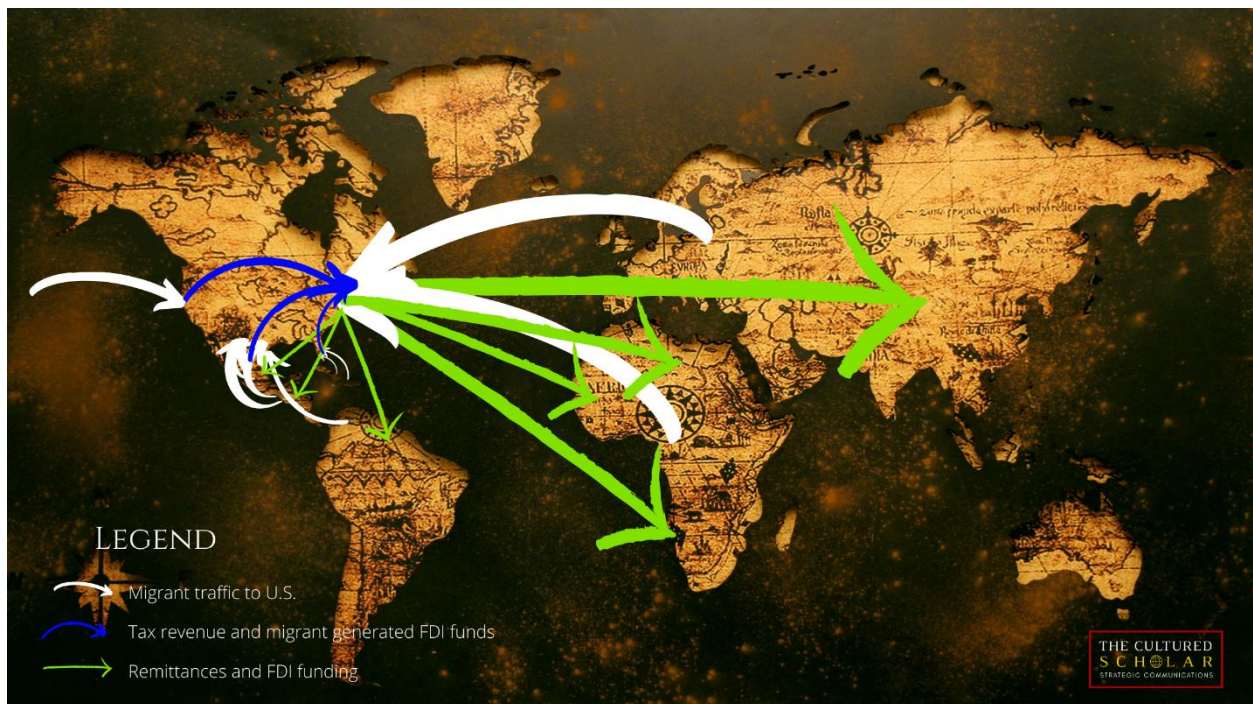 EVROPA
LEGEND
Migrant traffic to U.S.
Tax revenue and migrant generated FDI funds
Remittances and FDI funding
THE CULTURED
SCHOLAR
STRATEGIC COMMUNICATIONS